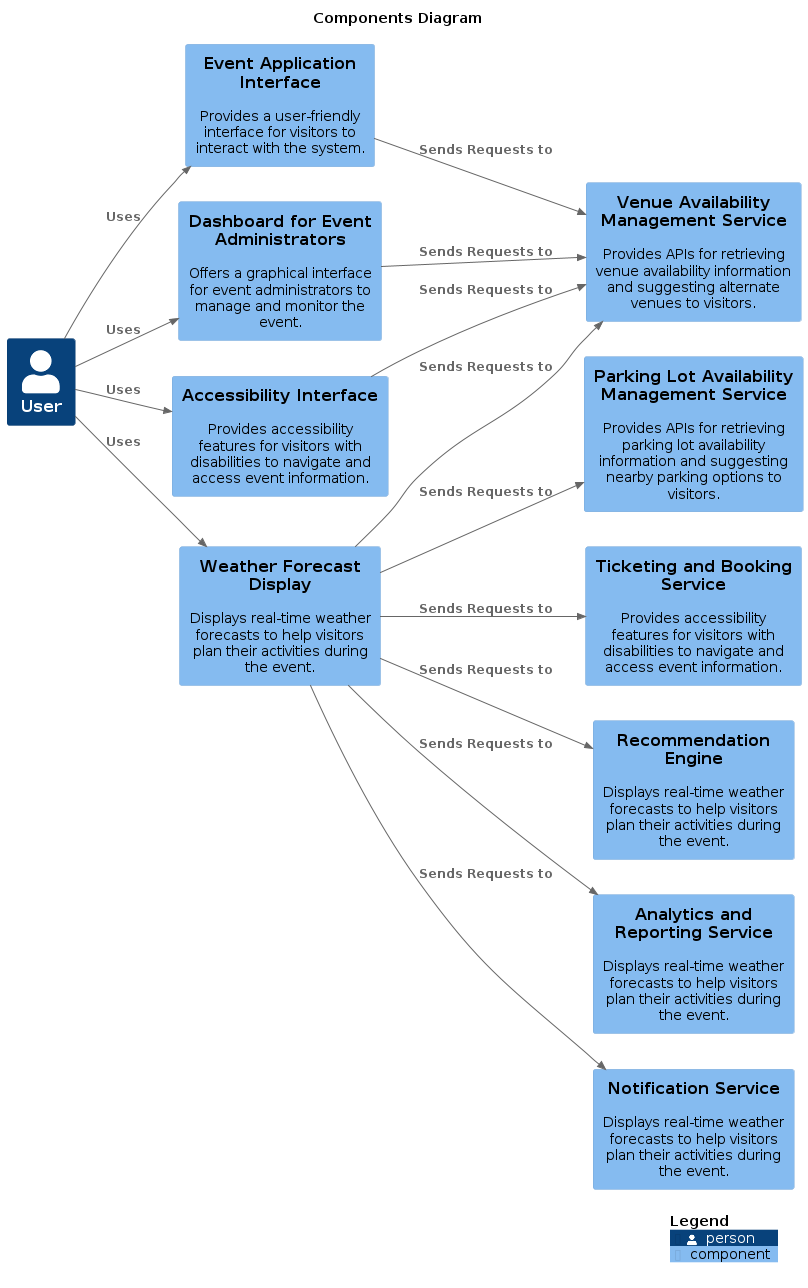 Components Diagram
Event Application
Interface
Provides a user-friendly
interface for visitors to
interact with the system.
Sends Requests to
Uses
Dashboard for Event
Administrators
Offers a graphical interface
for event administrators to
manage and monitor the
event.
Sends Requests to
Venue Availability
Management Service
Provides APIs for retrieving
venue availability information
and suggesting alternate
venues to visitors.
Sends Requests to
Uses
User
Uses
Accessibility Interface
Provides accessibility
features for visitors with
disabilities to navigate and
access event information.
Sends Requests to
Parking Lot Availability
Management Service
Provides APIs for retrieving
parking lot availability
information and suggesting
nearby parking options to
visitors.
Uses
Sends Requests to
Weather Forecast
Display
Displays real-time weather
forecasts to help visitors
plan their activities during
the event.
Sends Requests to
Ticketing and Booking
Service
Provides accessibility
features for visitors with
disabilities to navigate and
access event information.
Sends Requests to
Recommendation
Engine
Displays real-time weather
forecasts to help visitors
plan their activities during
the event.
Sends Requests to
Analytics and
Reporting Service
Displays real-time weather
forecasts to help visitors
plan their activities during
the event.
Sends Requests to
Notification Service
Displays real-time weather
forecasts to help visitors
plan their activities during
the event.
Legend
person
component